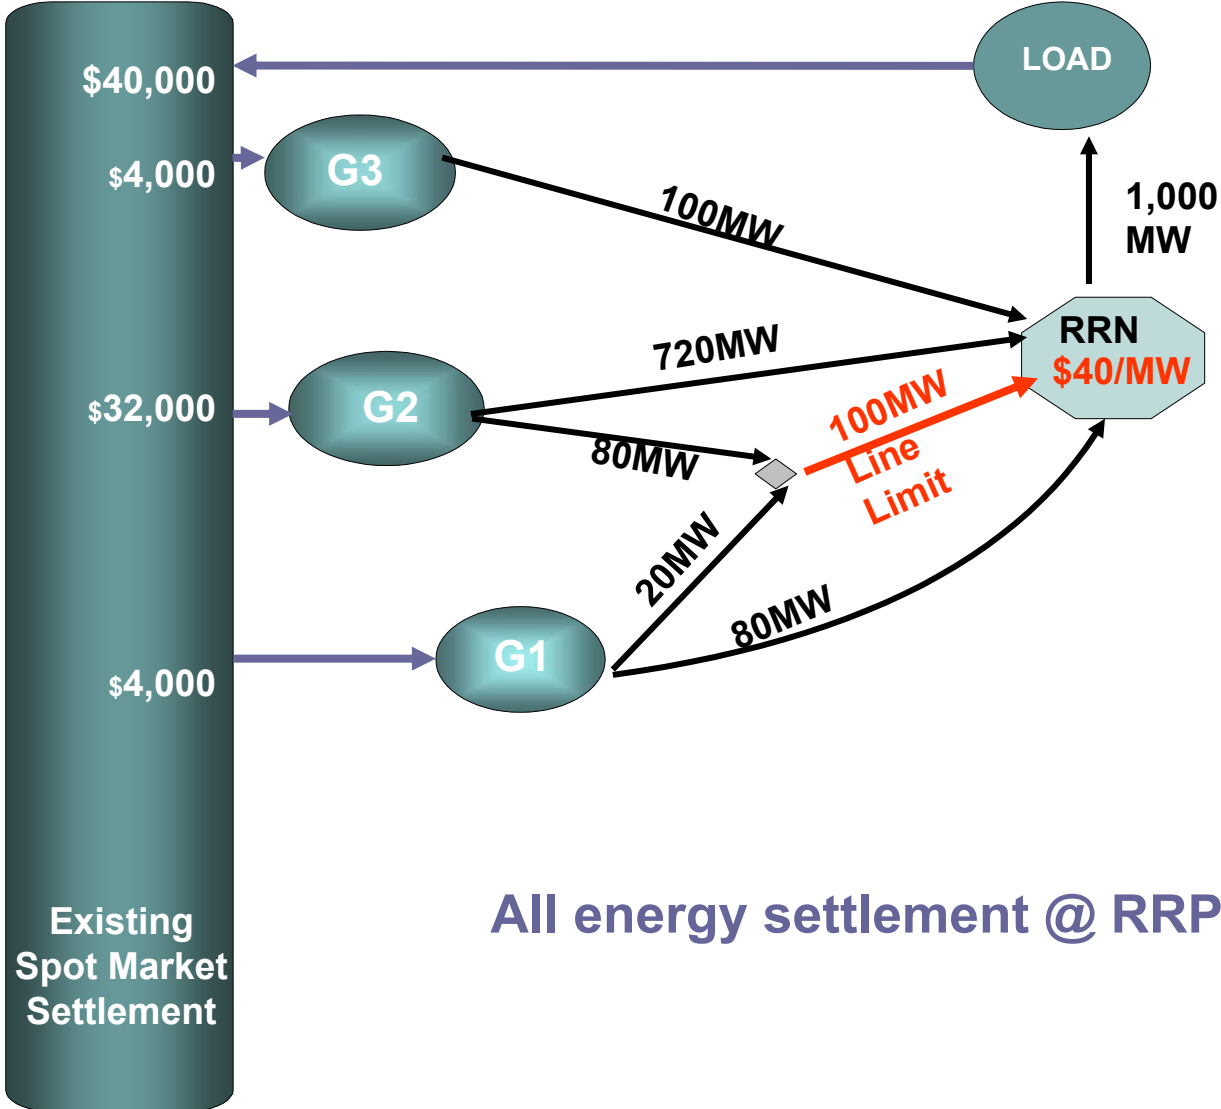 $40,000
LOAD
$4,000
G3
100MW
1,000
MW
720MW
RRN
$40/MW
$32,000
G2
80MW
100MW
Line
Limit
20MW
80MW
$4,000
G1
All energy settlement @ RRP
Existing
Spot Market
Settlement